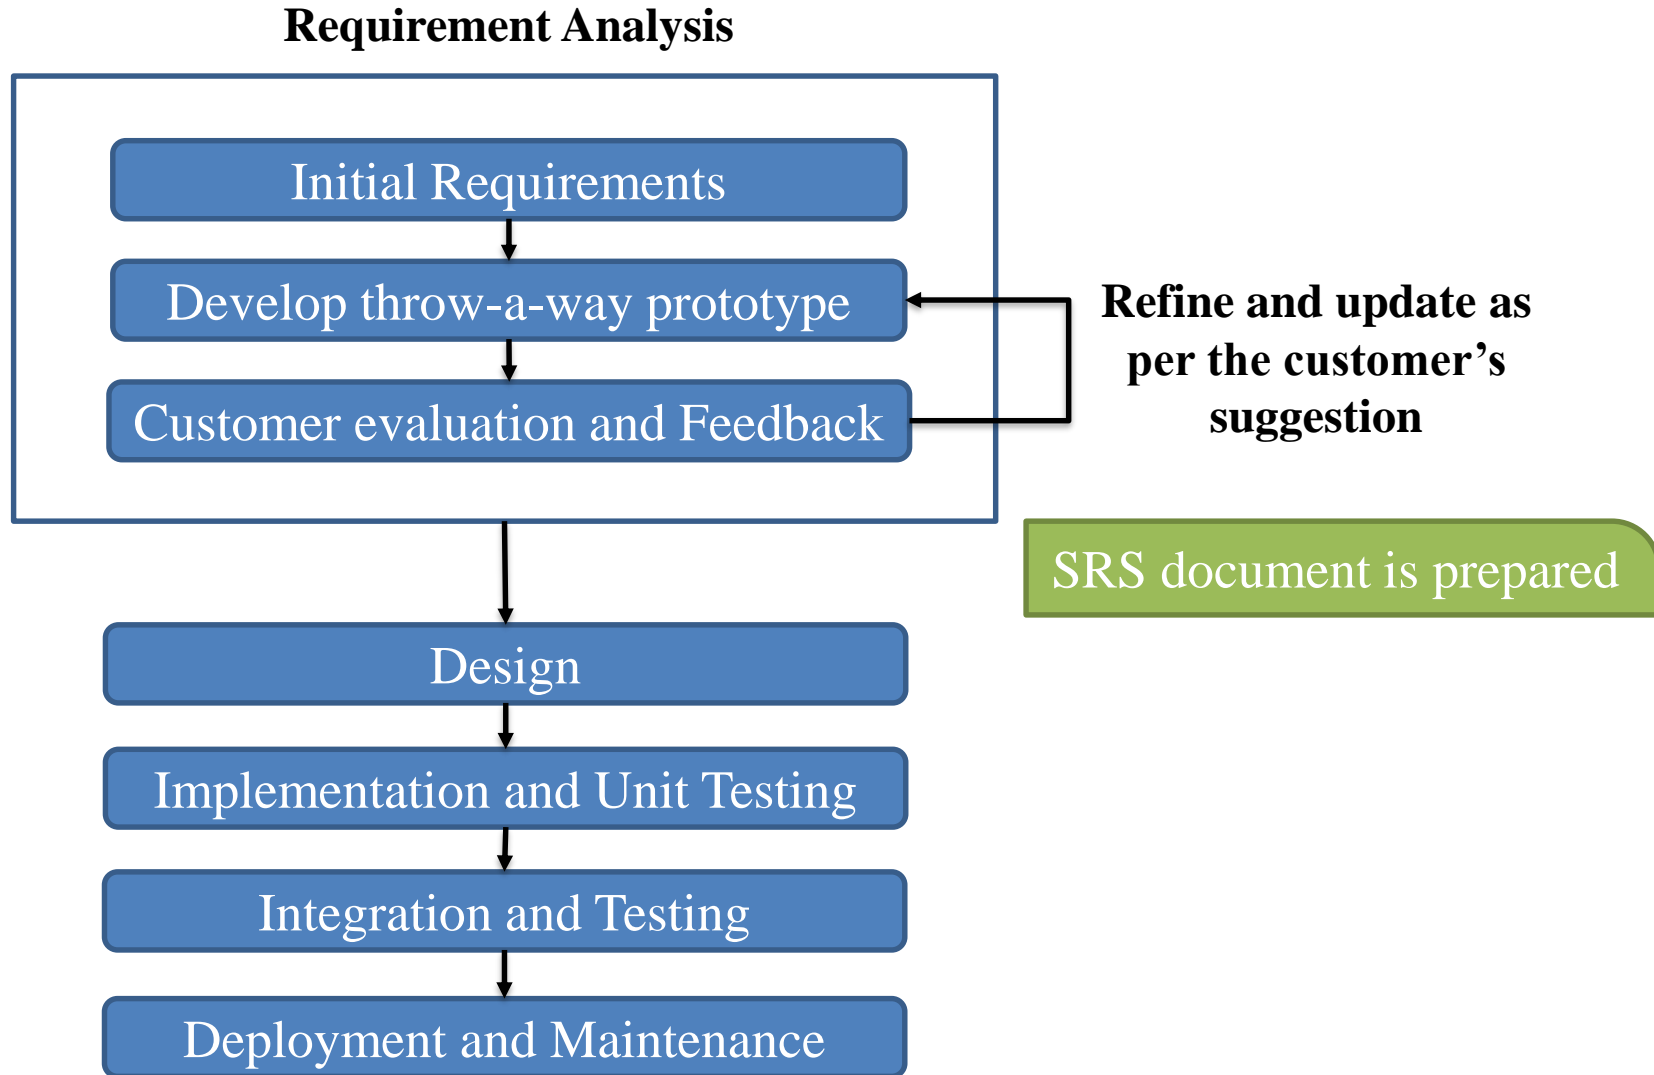 Requirement Analysis
Initial Requirements
Develop throw-a-way prototype
Customer evaluation and Feedback
Refine and update as
per the customer’s
suggestion
SRS document is prepared
Design
Implementation and Unit Testing
Integration and Testing
Deployment and Maintenance